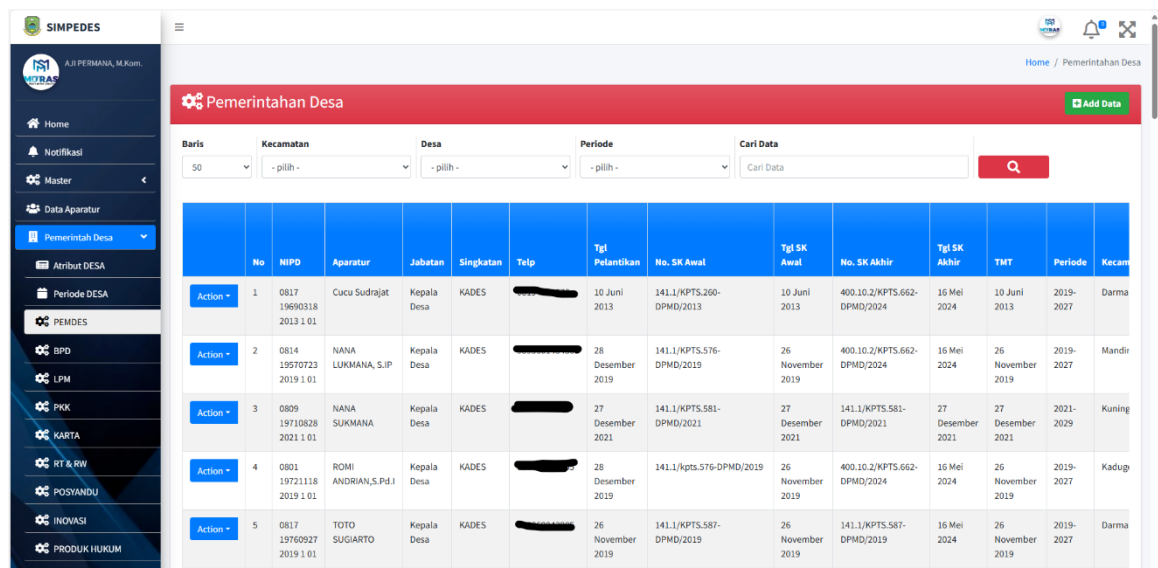 SIMPEDES
AJI PERMANA, M.Kom.
Home / Pemerintahan Desa
Home
Notifikasi
Master
Data Aparatur
Pemerintah Desa
Atribut DESA
Periode DESA
PEMDES
BPD
LPM
PKK
KARTA
RT & RW
POSYANDU
INOVASI
PRODUK HUKUM
Pemerintahan Desa
Add Data
Baris Kecamatan Desa Periode Cari Data
50 - pilih - - pilih - - pilih - Cari Data
No NIPD Aparatur Jabatan Singkatan Telp Tgl Pelantikan No. SK Awal Tgl SK Awal No. SK Akhir Tgl SK Akhir TMT Periode Kecam
Action 1 0817 Cucu Sudrajat Kepala KADES 10 Juni 141.1/KPTS.260- 10 Juni 400.10.2/KPTS.662- 16 Mei 10 Juni 2019- Darma
19690318 Desa 2013 DPMD/2013 2013 DPMD/2024 2024 2013 2027
2013 1 01
Action 2 0814 NANA Kepala KADES 28 141.1/KPTS.576- 26 400.10.2/KPTS.662- 16 Mei 26 2019- Mandir
19570723 LUKMANA, S.IP Desa Desember DPMD/2019 November DPMD/2024 2024 November 2027
2019 1 01 2019 2019 2019
Action 3 0809 NANA Kepala KADES 27 141.1/KPTS.581- 27 141.1/KPTS.581- 27 27 2021- Kuning
19710828 SUKMANA Desa Desember DPMD/2021 Desember DPMD/2021 Desember Desember 2029
2021 1 01 2021 2021 2021 2021
Action 4 0801 ROMI Kepala KADES 28 141.1/kpts.576-DPMD/2019 26 400.10.2/KPTS.662- 16 Mei 26 2019- Kadug
19721118 ANDRIAN,S.Pd.I Desa Desember November DPMD/2024 2024 November 2027
2019 1 01 2019 2019 2019
Action 5 0817 TOTO Kepala KADES 26 141.1/KPTS.587- 26 141.1/KPTS.587- 16 Mei 26 2019- Darma
19760927 SUGIARTO Desa November DPMD/2019 November DPMD/2019 2024 November 2027
2019 1 01 2019 2019 2019